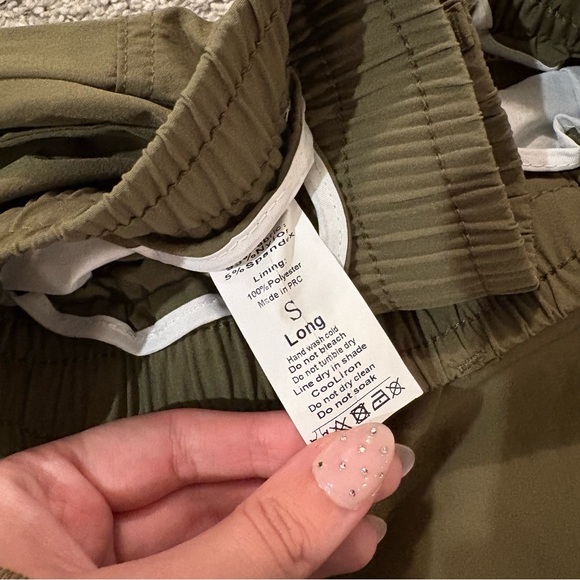 5%Spandex
Lining:
100%Polyester
Made in PRC
S
Long
Hand wash cold
Do not bleach
Do not tumble dry
Line dry in shade
Cool Iron
Do not dry clean
Do not soak